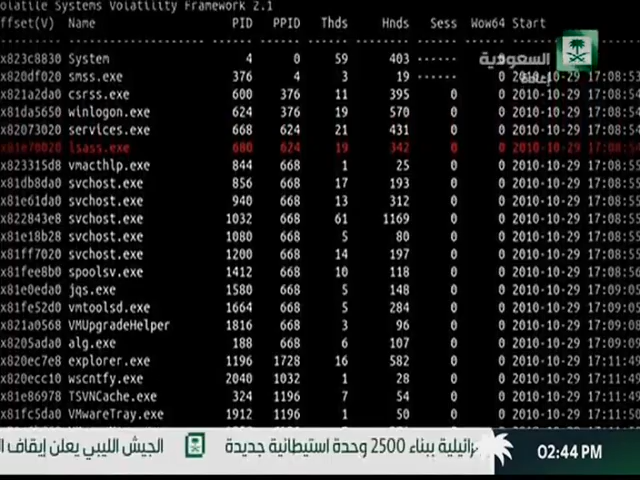 olatile Systems Volatility Framework 2.1
ffset(V) Name PID PPID Thds Hnds Sess Wow64 Start
x823c8830 System 4 0 59 403 ------ 0
x820df020 smss.exe 376 4 3 19 ------ 0 2010-10-29 17:08:53
x821a2da0 csrss.exe 600 376 11 395 0 0 2010-10-29 17:08:54
x81da5650 winlogon.exe 624 376 19 570 0 0 2010-10-29 17:08:54
x82073020 services.exe 668 624 21 431 0 0 2010-10-29 17:08:54
x81e70020 lsass.exe 680 624 19 342 0 0 2010-10-29 17:08:54
x823315d8 vmacthlp.exe 844 668 1 25 0 0 2010-10-29 17:08:55
x81db8da0 svchost.exe 856 668 17 193 0 0 2010-10-29 17:08:55
x81e61da0 svchost.exe 940 668 13 312 0 0 2010-10-29 17:08:55
x822843e8 svchost.exe 1032 668 61 1169 0 0 2010-10-29 17:08:55
x81e18b28 svchost.exe 1080 668 5 80 0 0 2010-10-29 17:08:55
x81ff7020 svchost.exe 1200 668 14 197 0 0 2010-10-29 17:08:55
x81fee8b0 spoolsv.exe 1412 668 10 118 0 0 2010-10-29 17:08:56
x81e0eda0 jqs.exe 1580 668 5 148 0 0 2010-10-29 17:09:05
x81fe52d0 vmtoolsd.exe 1664 668 5 284 0 0 2010-10-29 17:09:05
x821a0568 VMUpgradeHelper 1816 668 3 96 0 0 2010-10-29 17:09:08
x8205ada0 alg.exe 188 668 6 107 0 0 2010-10-29 17:09:09
x820ec7e8 explorer.exe 1196 1728 16 582 0 0 2010-10-29 17:11:49
x820ecc10 wscntfy.exe 2040 1032 1 28 0 0 2010-10-29 17:11:49
x81e86978 TSVNCache.exe 324 1196 7 54 0 0 2010-10-29 17:11:49
x81fc5da0 VMwareTray.exe 1912 1196 1 50 0 0 2010-10-29 17:11:50
السعودية
إعادة
زائيلية ببناء 2500 وحدة استيطانية جديدة
الجيش الليبي يعلن إيقاف ال
02:44 PM